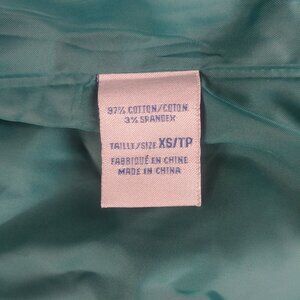 97% COTTON/COTON
3% SPANDEX
TAILLE/SIZE XS/TP
FABRIQUÉ EN CHINE
MADE IN CHINA